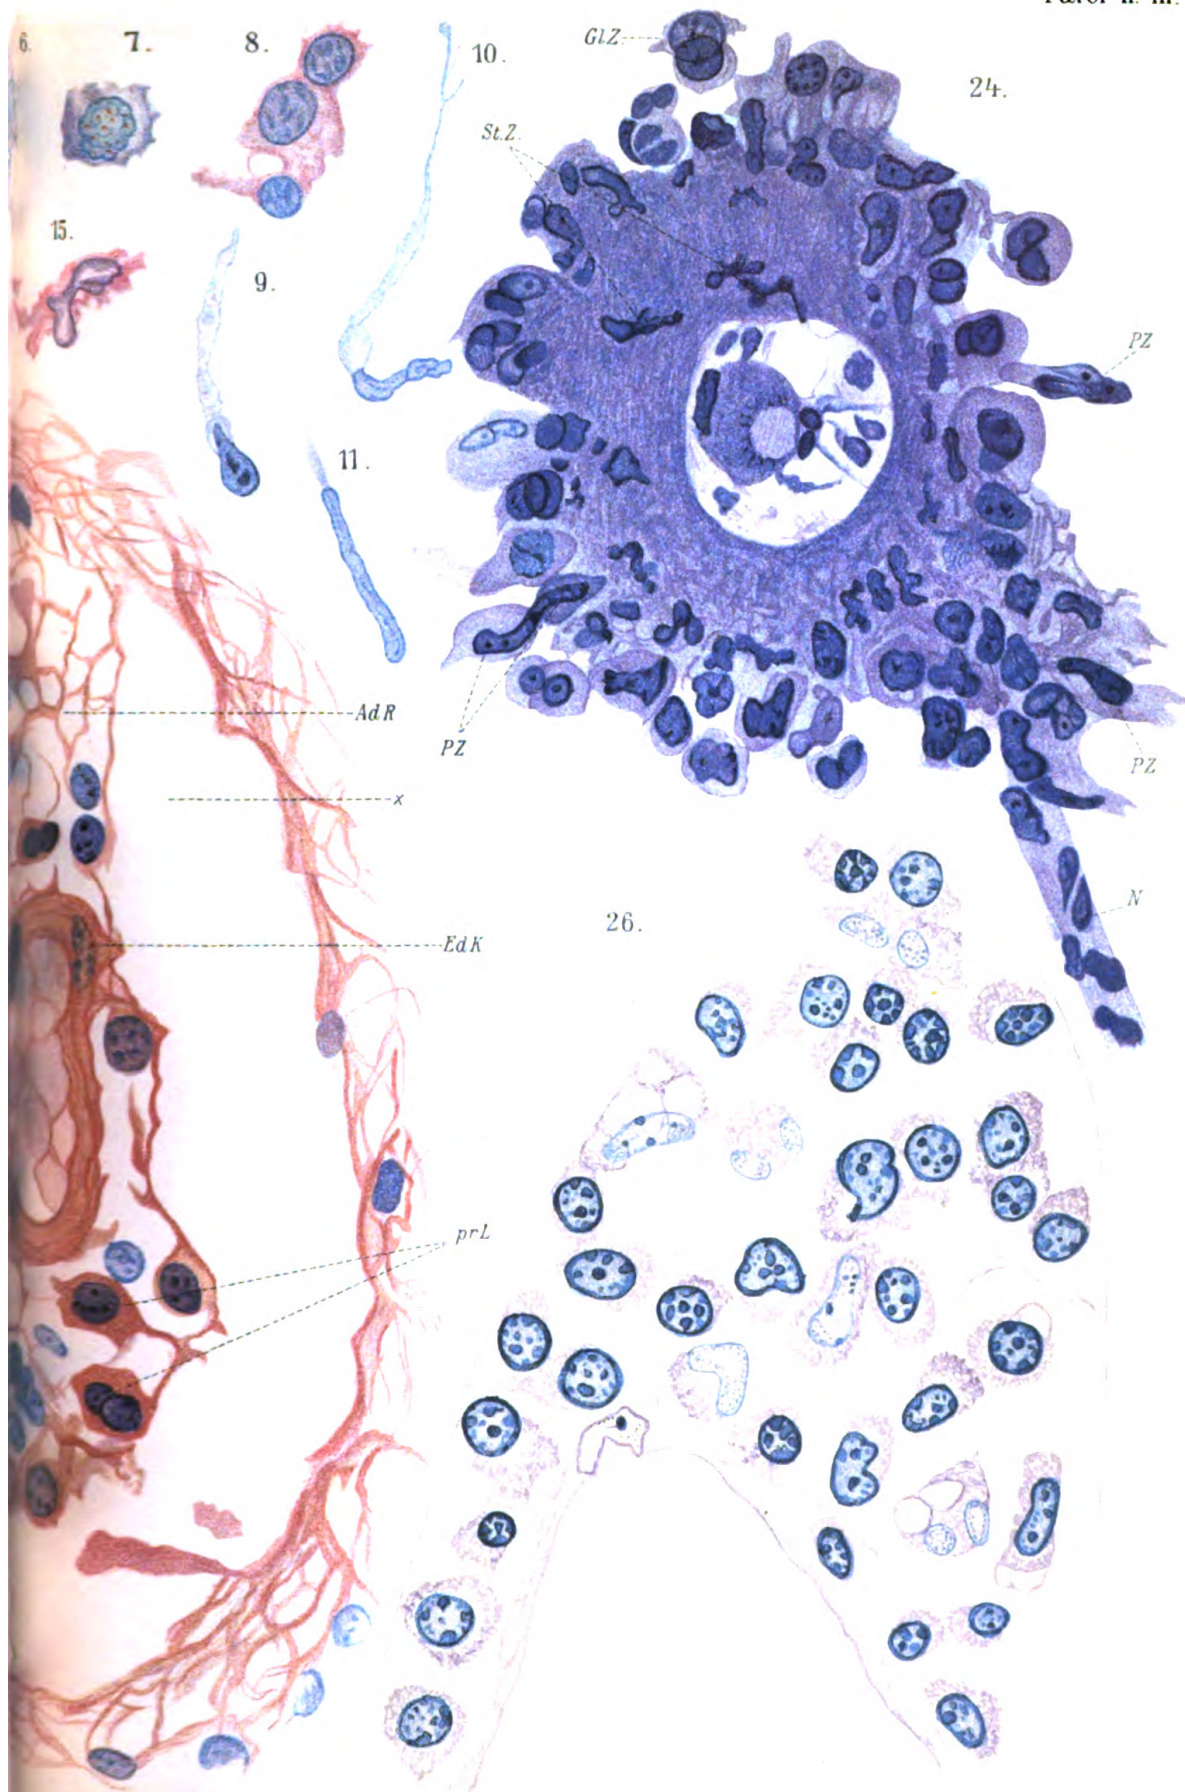 6.
7.
8.
10.
GlZ.
24.
St.Z.
15.
9.
PZ
11.
AdR
PZ
PZ
x
26.
N
EdK
prL